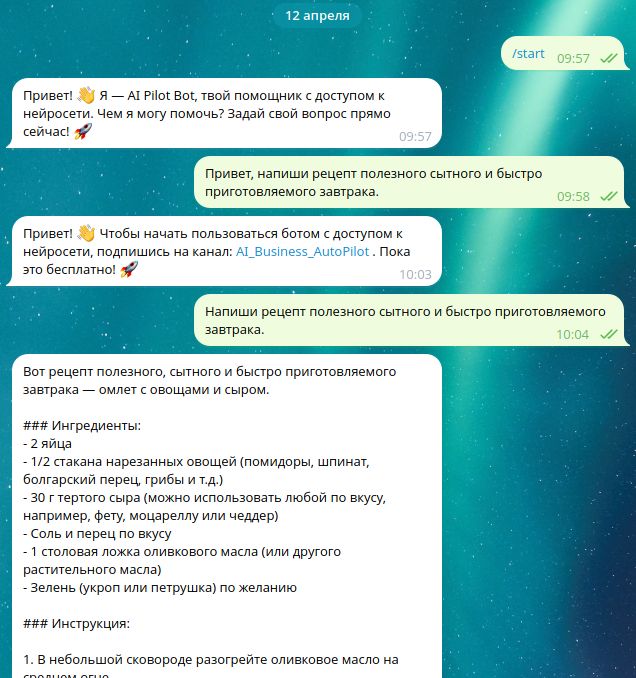 12 апреля
/start 09:57
Привет! 👋 Я — AI Pilot Bot, твой помощник с доступом к
нейросети. Чем я могу помочь? Задай свой вопрос прямо
сейчас! 🚀 09:57
Привет, напиши рецепт полезного сытного и быстро
приготовляемого завтрака. 09:58
Привет! 👋 Чтобы начать пользоваться ботом с доступом к
нейросети, подпишись на канал: AI_Business_AutoPilot . Пока
это бесплатно! 🚀 10:03
Напиши рецепт полезного сытного и быстро приготовляемого
завтрака. 10:04
Вот рецепт полезного, сытного и быстро приготовляемого
завтрака — омлет с овощами и сыром.
### Ингредиенты:
- 2 яйца
- 1/2 стакана нарезанных овощей (помидоры, шпинат,
болгарский перец, грибы и т.д.)
- 30 г тертого сыра (можно использовать любой по вкусу,
например, фету, моцареллу или чеддер)
- Соль и перец по вкусу
- 1 столовая ложка оливкового масла (или другого
растительного масла)
- Зелень (укроп или петрушка) по желанию
### Инструкция:
1. В небольшой сковороде разогрейте оливковое масло на
среднем огне